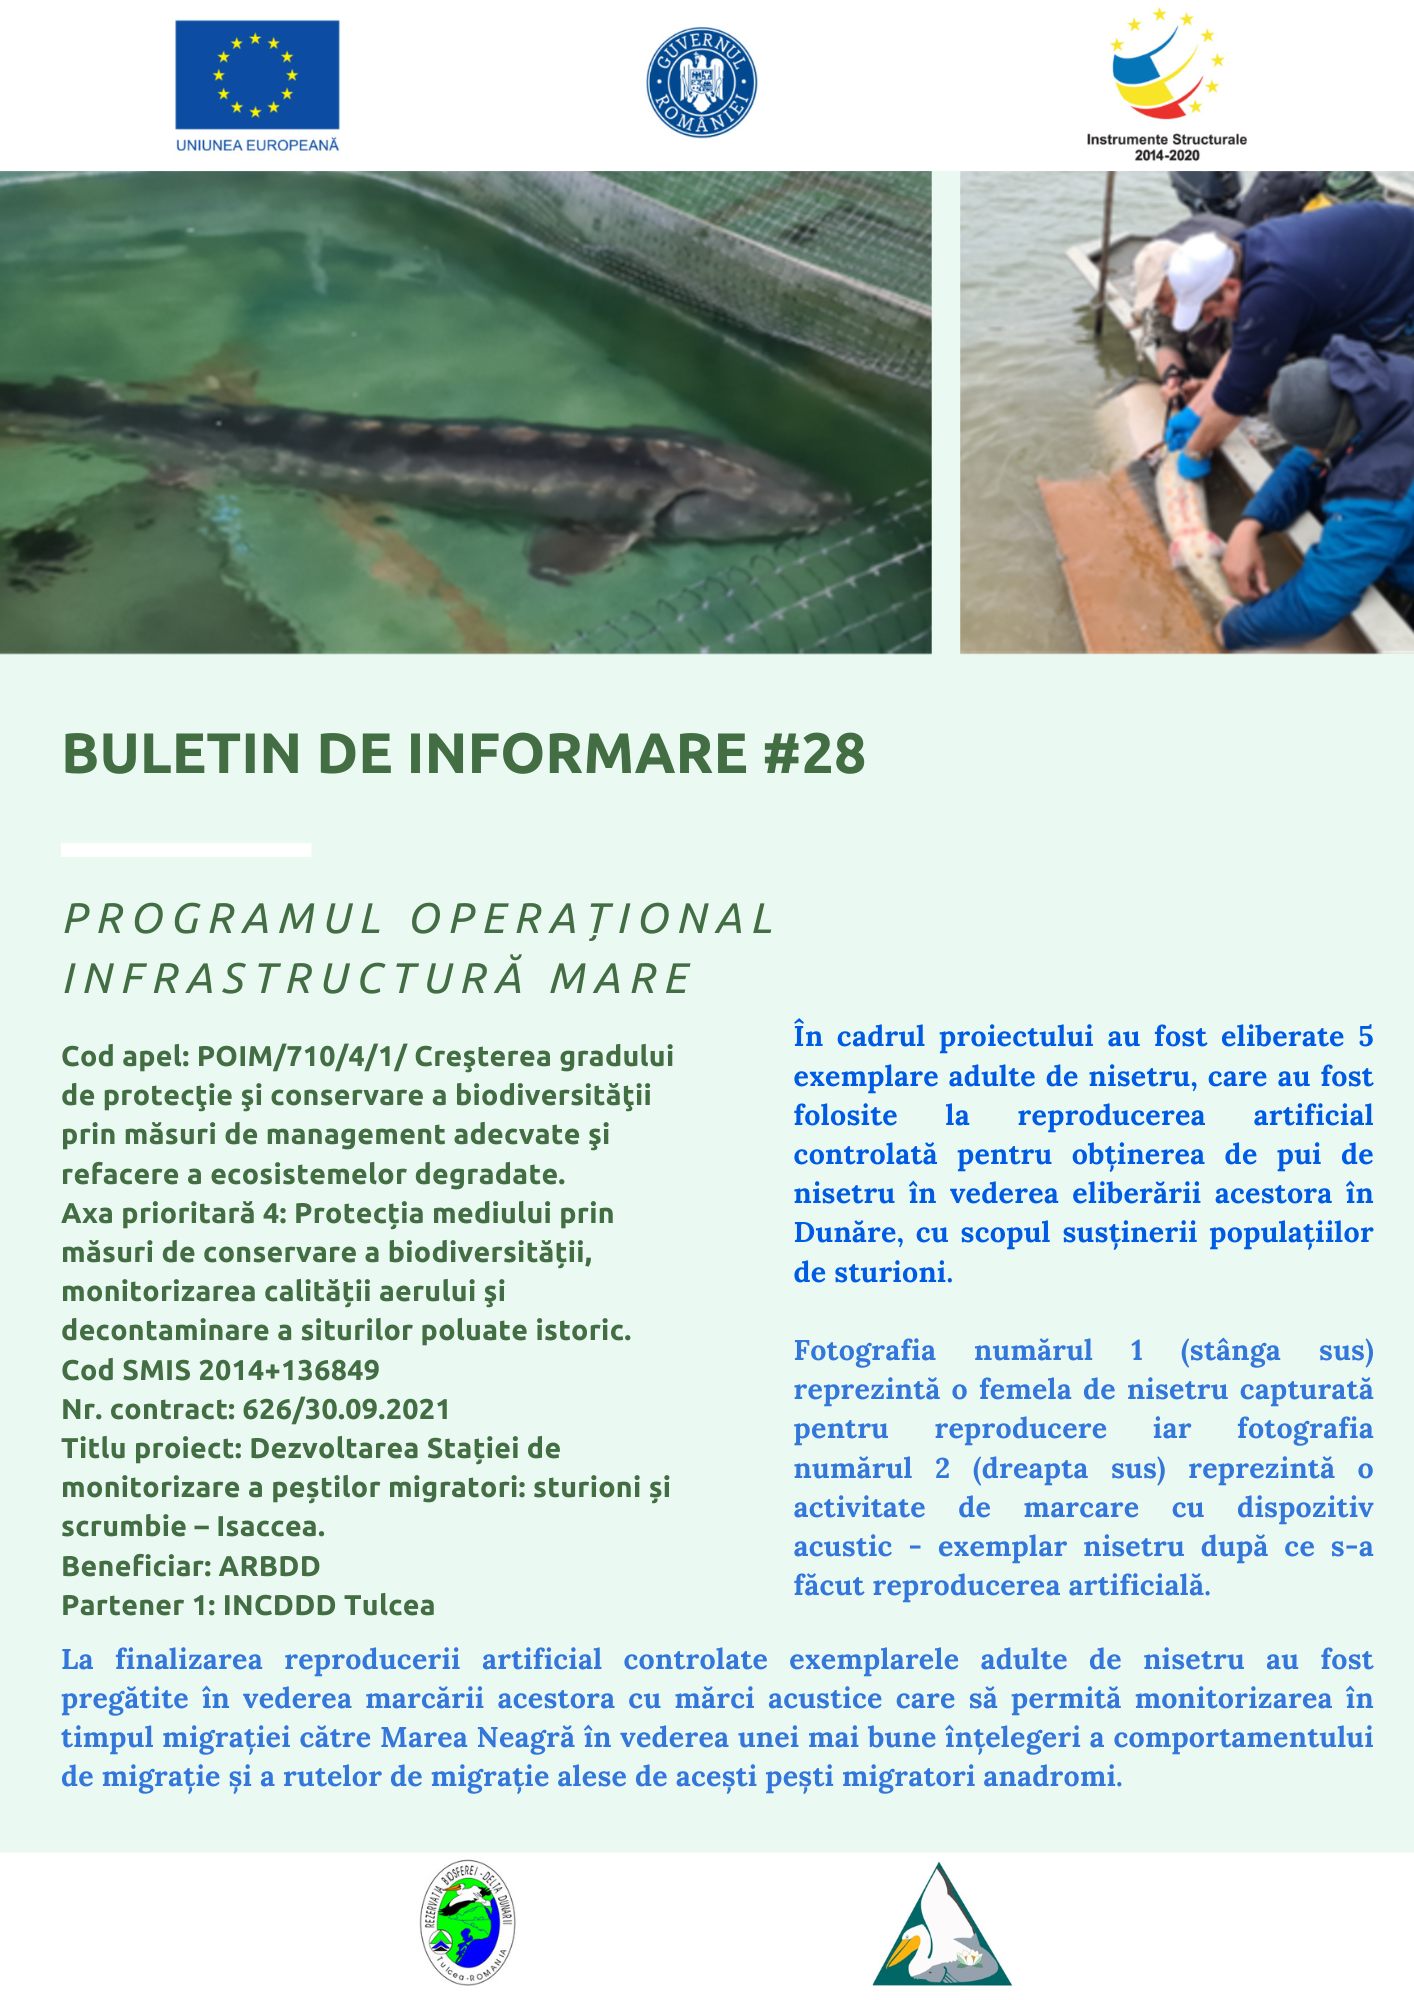 UNIUNEA EUROPEANĂ
GUVERNUL ROMÂNIEI
Instrumente Structurale
2014-2020
BULETIN DE INFORMARE #28
PROGRAMUL OPERAȚIONAL
INFRASTRUCTURĂ MARE
Cod apel: POIM/710/4/1/ Creşterea gradului
de protecţie şi conservare a biodiversităţii
prin măsuri de management adecvate şi
refacere a ecosistemelor degradate.
Axa prioritară 4: Protecția mediului prin
măsuri de conservare a biodiversității,
monitorizarea calității aerului şi
decontaminare a siturilor poluate istoric.
Cod SMIS 2014+136849
Nr. contract: 626/30.09.2021
Titlu proiect: Dezvoltarea Stației de
monitorizare a peștilor migratori: sturioni și
scrumbie – Isaccea.
Beneficiar: ARBDD
Partener 1: INCDDD Tulcea
În cadrul proiectului au fost eliberate 5
exemplare adulte de nisetru, care au fost
folosite la reproducerea artificial
controlată pentru obținerea de pui de
nisetru în vederea eliberării acestora în
Dunăre, cu scopul susținerii populațiilor
de sturioni.
Fotografia numărul 1 (stânga sus)
reprezintă o femela de nisetru capturată
pentru reproducere iar fotografia
numărul 2 (dreapta sus) reprezintă o
activitate de marcare cu dispozitiv
acustic - exemplar nisetru după ce s-a
făcut reproducerea artificială.
La finalizarea reproducerii artificial controlate exemplarele adulte de nisetru au fost
pregătite în vederea marcării acestora cu mărci acustice care să permită monitorizarea în
timpul migrației către Marea Neagră în vederea unei mai bune înțelegeri a comportamentului
de migrație și a rutelor de migrație alese de acești pești migratori anadromi.
REZERVAȚIA BIOSFEREI - DELTA DUNARII
Tulcea-ROMANIA